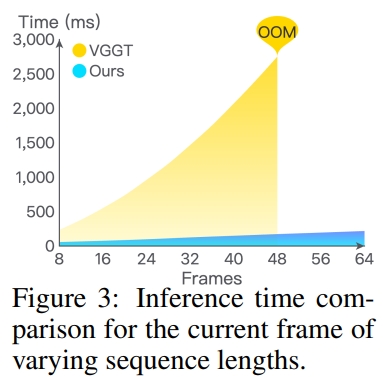 Time (ms)
3,000
OOM
VGGT
2,500
Ours
2,000
1,500
1,000
500
0
8 16 24 32 40 48 56 64
Frames
Figure 3: Inference time com-
parison for the current frame of
varying sequence lengths.